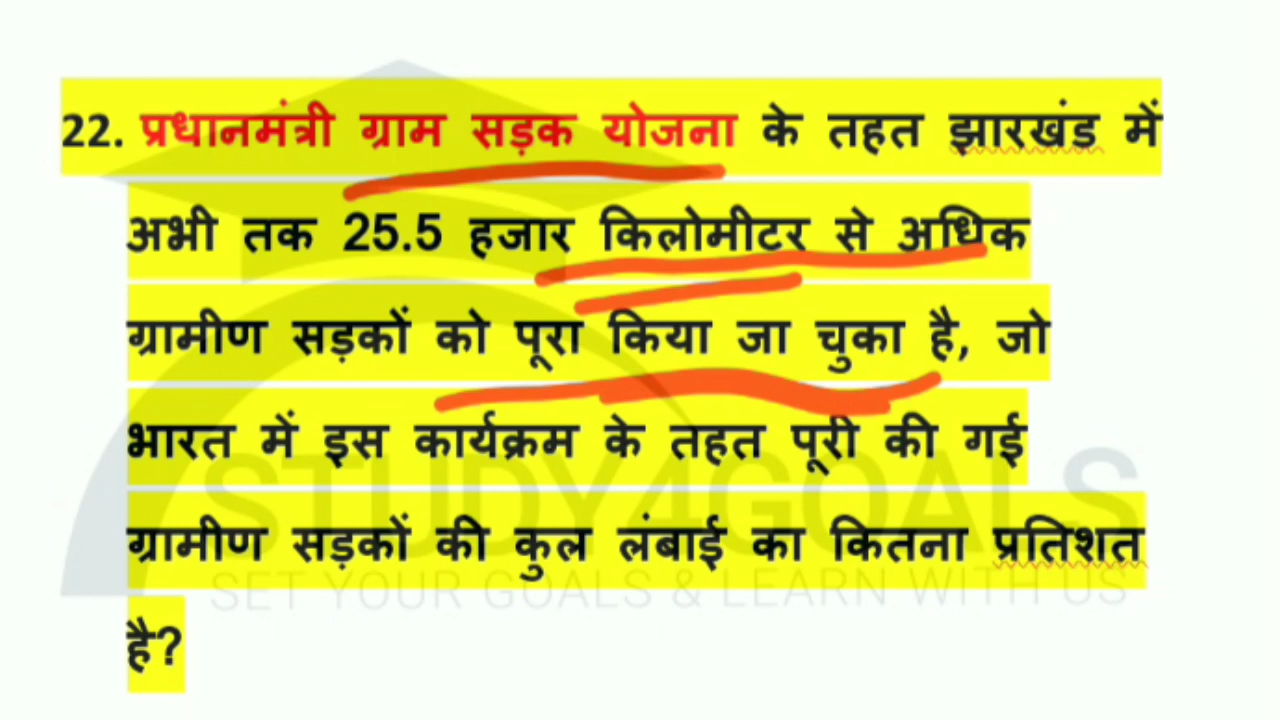 22. प्रधानमंत्री ग्राम सड़क योजना के तहत झारखंड में
अभी तक 25.5 हजार किलोमीटर से अधिक
ग्रामीण सड़कों को पूरा किया जा चुका है, जो
भारत में इस कार्यक्रम के तहत पूरी की गई
ग्रामीण सड़कों की कुल लंबाई का कितना प्रतिशत
है?
STUDY4GOALS
SET YOUR GOALS & LEARN WITH US